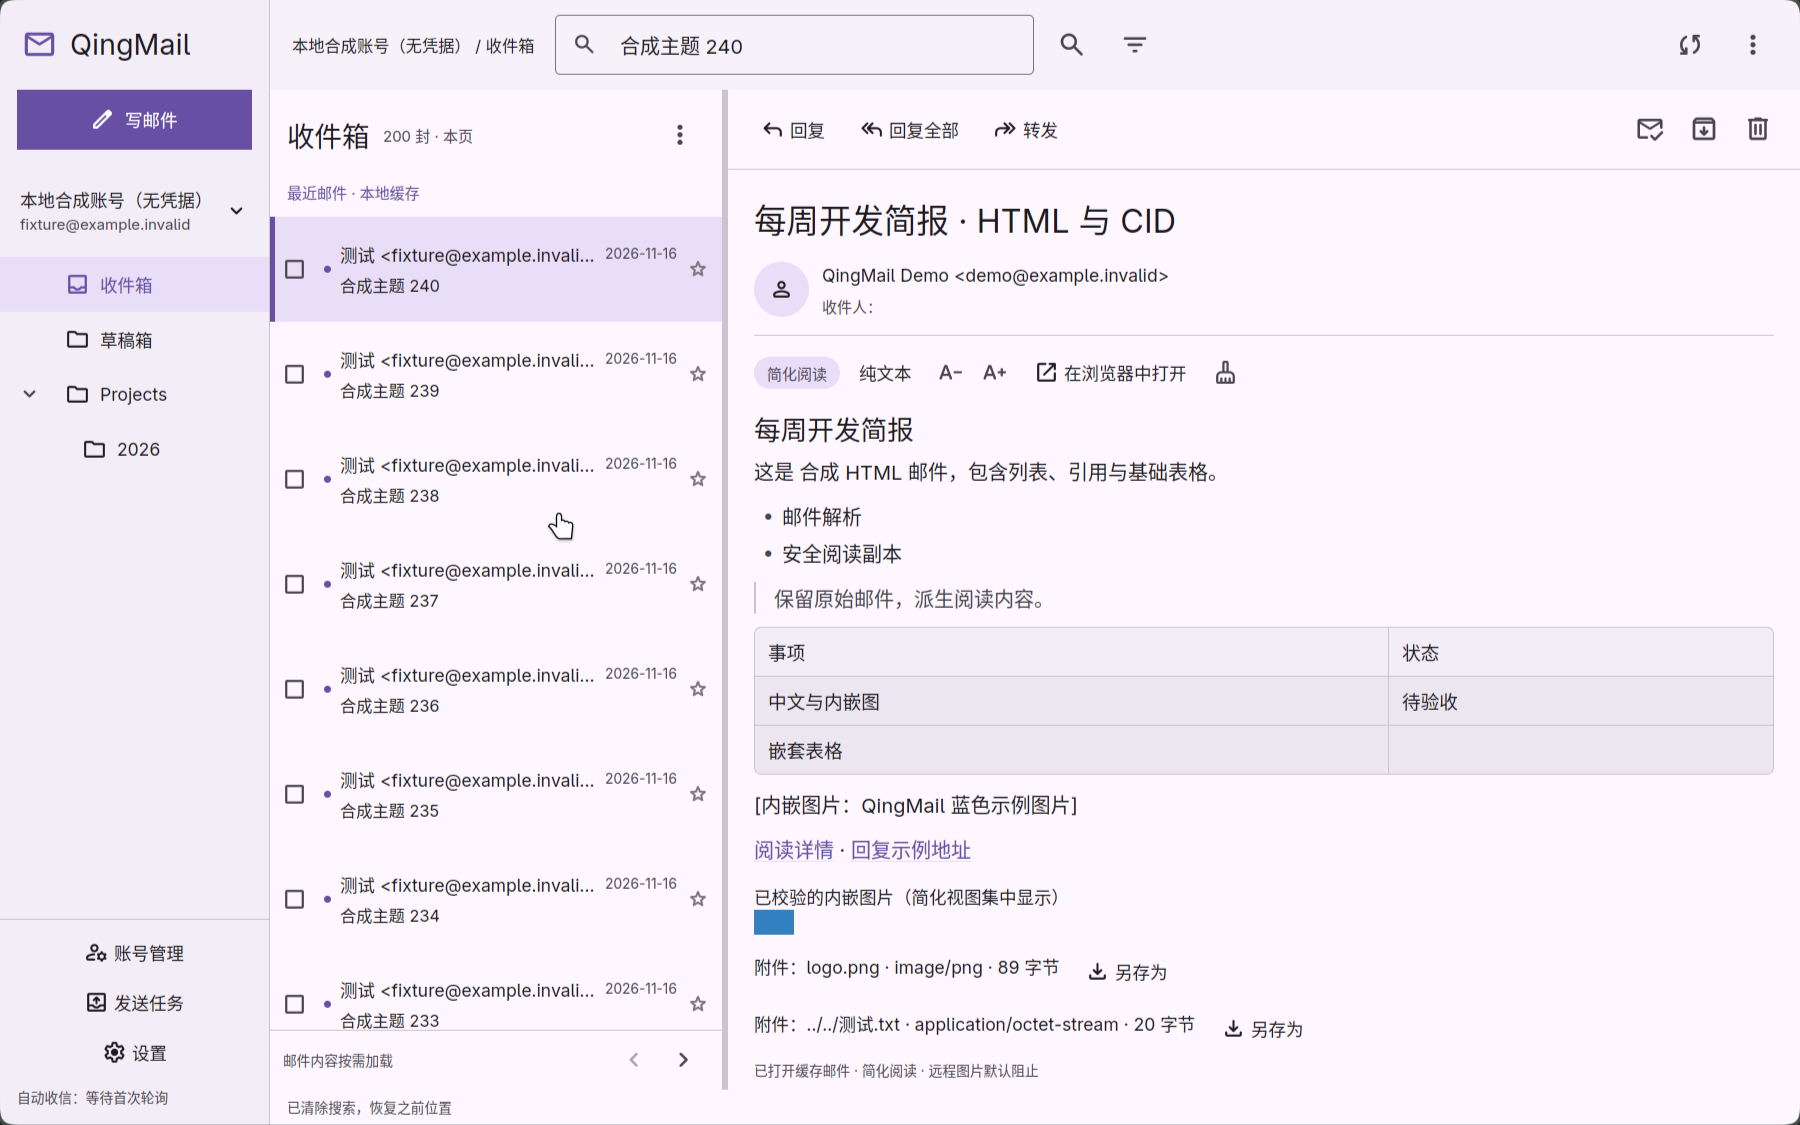 QingMail
写邮件
本地合成账号（无凭据）
fixture@example.invalid
收件箱
草稿箱
Projects
2026
账号管理
发送任务
设置
自动收信：等待首次轮询
本地合成账号（无凭据） / 收件箱
合成主题 240
收件箱 200 封 · 本页
最近邮件 · 本地缓存
测试 <fixture@example.invali... 2026-11-16
合成主题 240
测试 <fixture@example.invali... 2026-11-16
合成主题 239
测试 <fixture@example.invali... 2026-11-16
合成主题 238
测试 <fixture@example.invali... 2026-11-16
合成主题 237
测试 <fixture@example.invali... 2026-11-16
合成主题 236
测试 <fixture@example.invali... 2026-11-16
合成主题 235
测试 <fixture@example.invali... 2026-11-16
合成主题 234
测试 <fixture@example.invali... 2026-11-16
合成主题 233
邮件内容按需加载
已清除搜索，恢复之前位置
回复 回复全部 转发
每周开发简报 · HTML 与 CID
QingMail Demo <demo@example.invalid>
收件人：
简化阅读 纯文本 A− A+ 在浏览器中打开
每周开发简报
这是 合成 HTML 邮件，包含列表、引用与基础表格。
• 邮件解析
• 安全阅读副本
保留原始邮件，派生阅读内容。
事项 状态
中文与内嵌图 待验收
嵌套表格
[内嵌图片：QingMail 蓝色示例图片]
阅读详情 · 回复示例地址
已校验的内嵌图片（简化视图集中显示）
附件：logo.png · image/png · 89 字节 另存为
附件：../../测试.txt · application/octet-stream · 20 字节 另存为
已打开缓存邮件 · 简化阅读 · 远程图片默认阻止